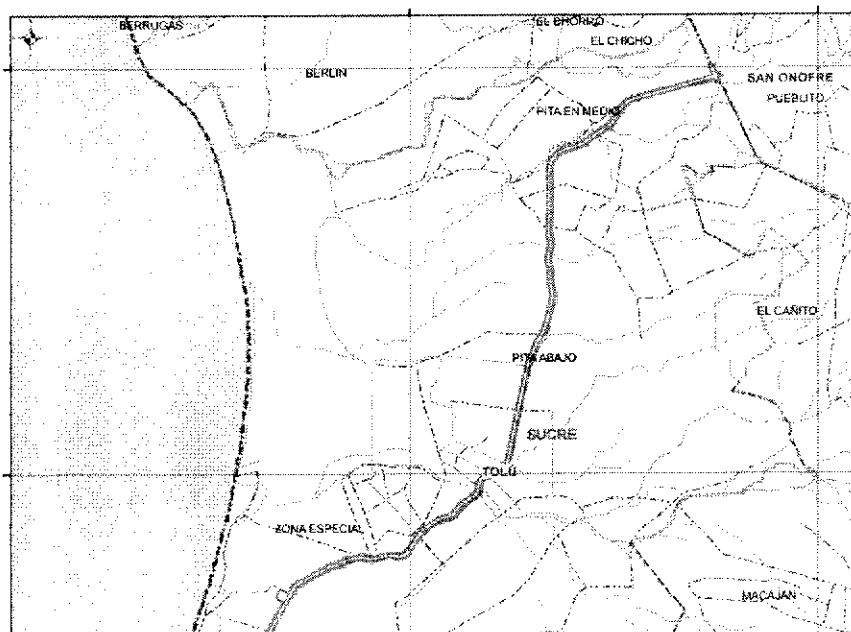 BERRUGAS
EL CHORRO
EL CHICHO
BERLIN
SAN ONOFRE
PUEBLITO
PITA EN MEDIO
EL CAÑITO
PITA ABAJO
SUCRE
TOLÚ
ZONA ESPECIAL
MACAJAN